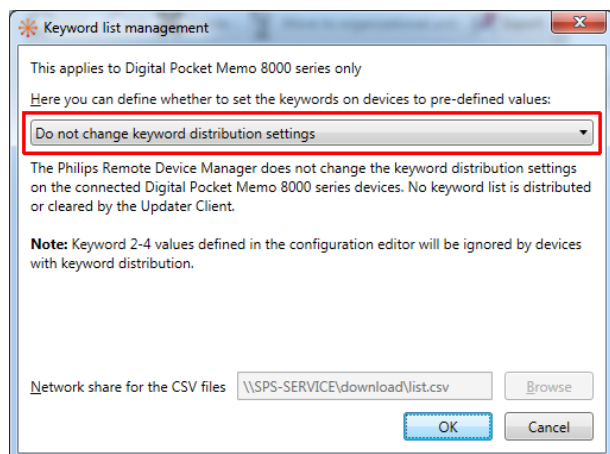 Keyword list management
This applies to Digital Pocket Memo 8000 series only
Here you can define whether to set the keywords on devices to pre-defined values:
Do not change keyword distribution settings
The Philips Remote Device Manager does not change the keyword distribution settings
on the connected Digital Pocket Memo 8000 series devices. No keyword list is distributed
or cleared by the Updater Client.
Note: Keyword 2-4 values defined in the configuration editor will be ignored by devices
with keyword distribution.
Network share for the CSV files \\SPS-SERVICE\download\list.csv Browse
OK Cancel